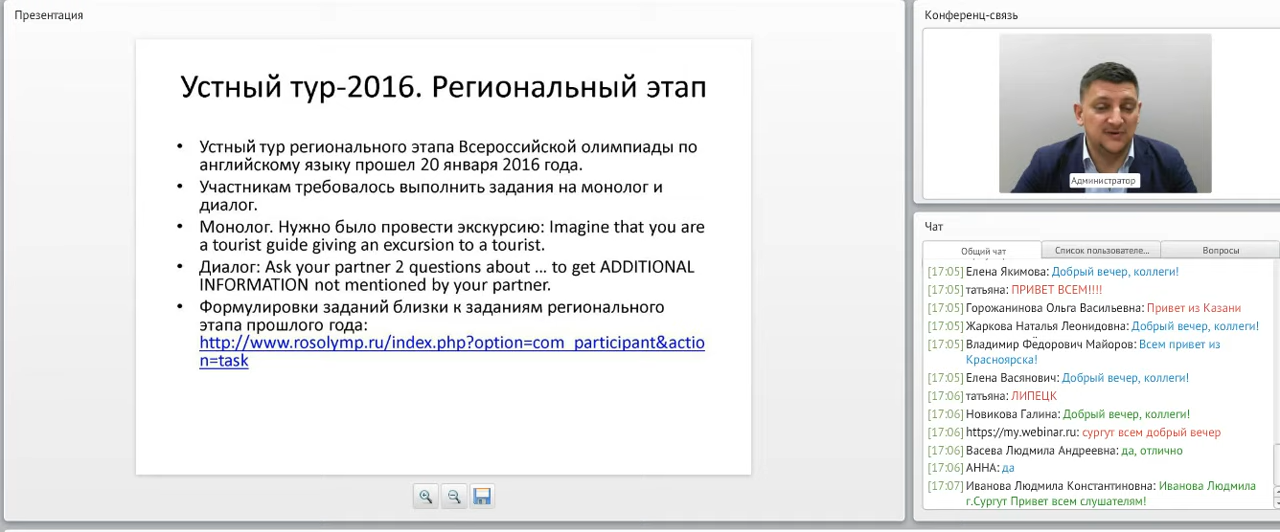 Презентация
Устный тур-2016. Региональный этап
• Устный тур регионального этапа Всероссийской олимпиады по
английскому языку прошел 20 января 2016 года.
• Участникам требовалось выполнить задания на монолог и
диалог.
• Монолог. Нужно было провести экскурсию: Imagine that you are
a tourist guide giving an excursion to a tourist.
• Диалог: Ask your partner 2 questions about ... to get ADDITIONAL
INFORMATION not mentioned by your partner.
• Формулировки заданий близки к заданиям регионального
этапа прошлого года:
http://www.rosolymp.ru/index.php?option=com_participant&actio
n=task
Конференц-связь
Администратор
Чат
Общий чат
Список пользователе...
Вопросы
[17:05] Елена Якимова: Добрый вечер, коллеги!
[17:05] татьяна: ПРИВЕТ ВСЕМ!!!!
[17:05] Горожанинова Ольга Васильевна: Привет из Казани
[17:05] Жаркова Наталья Леонидовна: Добрый вечер, коллеги!
[17:05] Владимир Фёдорович Майоров: Всем привет из
Красноярска!
[17:05] Елена Васянович: Добрый вечер, коллеги!
[17:06] татьяна: ЛИПЕЦК
[17:06] Новикова Галина: Добрый вечер, коллеги!
[17:06] https://my.webinar.ru: сургут всем добрый вечер
[17:06] Васева Людмила Андреевна: да, отлично
[17:06] АННА: да
[17:07] Иванова Людмила Константиновна: Иванова Людмила
г.Сургут Привет всем слушателям!